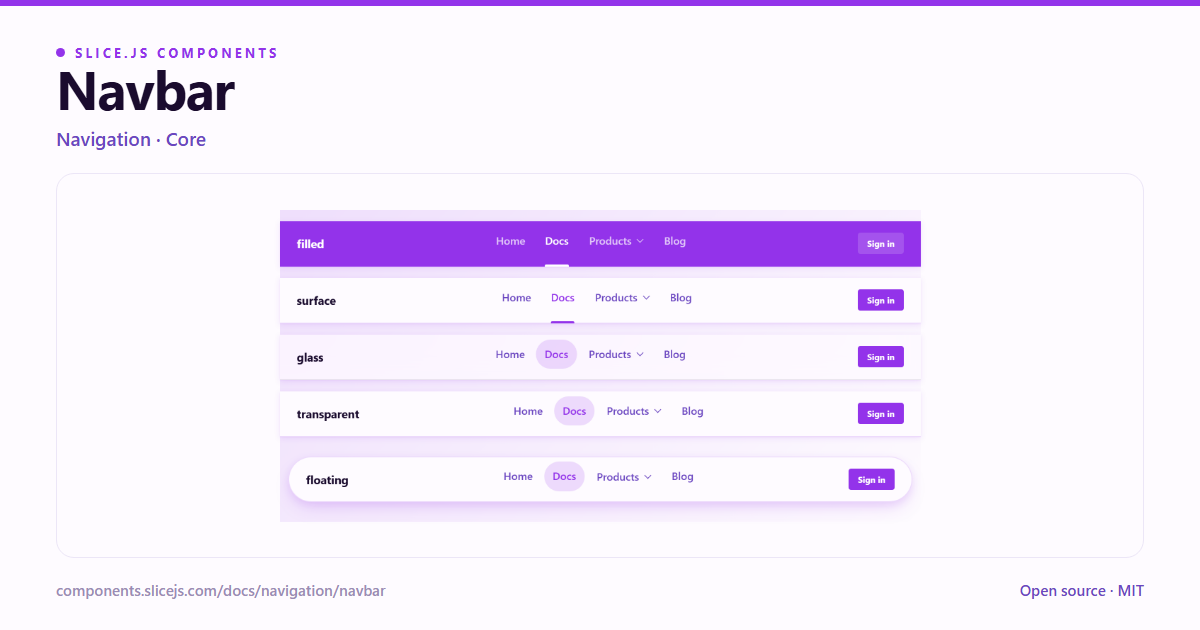 SLICE.JS COMPONENTS
Navbar
Navigation · Core
filled Home Docs Products Blog Sign in
surface Home Docs Products Blog Sign in
glass Home Docs Products Blog Sign in
transparent Home Docs Products Blog Sign in
floating Home Docs Products Blog Sign in
components.slicejs.com/docs/navigation/navbar Open source · MIT